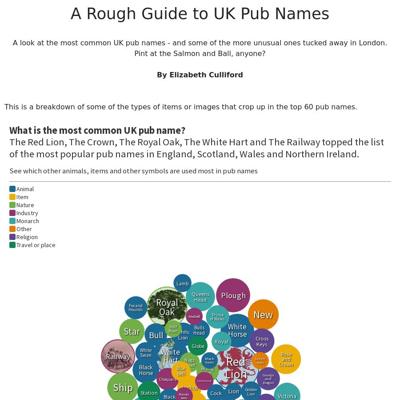 A Rough Guide to UK Pub Names
A look at the most common UK pub names - and some of the more unusual ones tucked away in London.
Pint at the Salmon and Ball, anyone?
By Elizabeth Culliford
This is a breakdown of some of the types of items or images that crop up in the top 60 pub names.
What is the most common UK pub name?
The Red Lion, The Crown, The Royal Oak, The White Hart and The Railway topped the list
of the most popular pub names in England, Scotland, Wales and Northern Ireland.
See which other animals, items and other symbols are used most in pub names
Animal
Item
Nature
Industry
Monarch
Other
Religion
Travel or place
Lamb
Queens
Head
Plough
Royal
Oak
New
Star
Bull
Bulls
Head
White
Horse
Cross
Keys
Globe
Royal
Railway
White
Swan
White
Hart
Red
Lion
Rose and
Crown
Black
Horse
Ship
Station
Black
Cock
Lion
Victoria